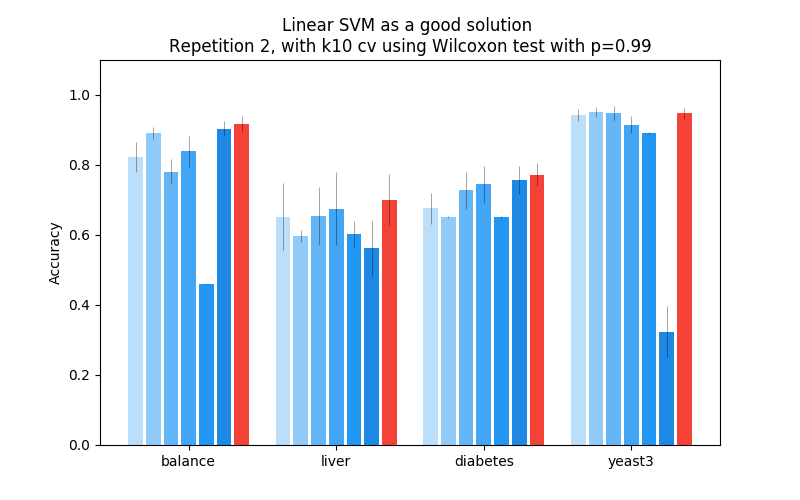 Linear SVM as a good solution
Repetition 2, with k10 cv using Wilcoxon test with p=0.99
1.0
0.8
0.6
0.4
0.2
0.0
Accuracy
balance
liver
diabetes
yeast3